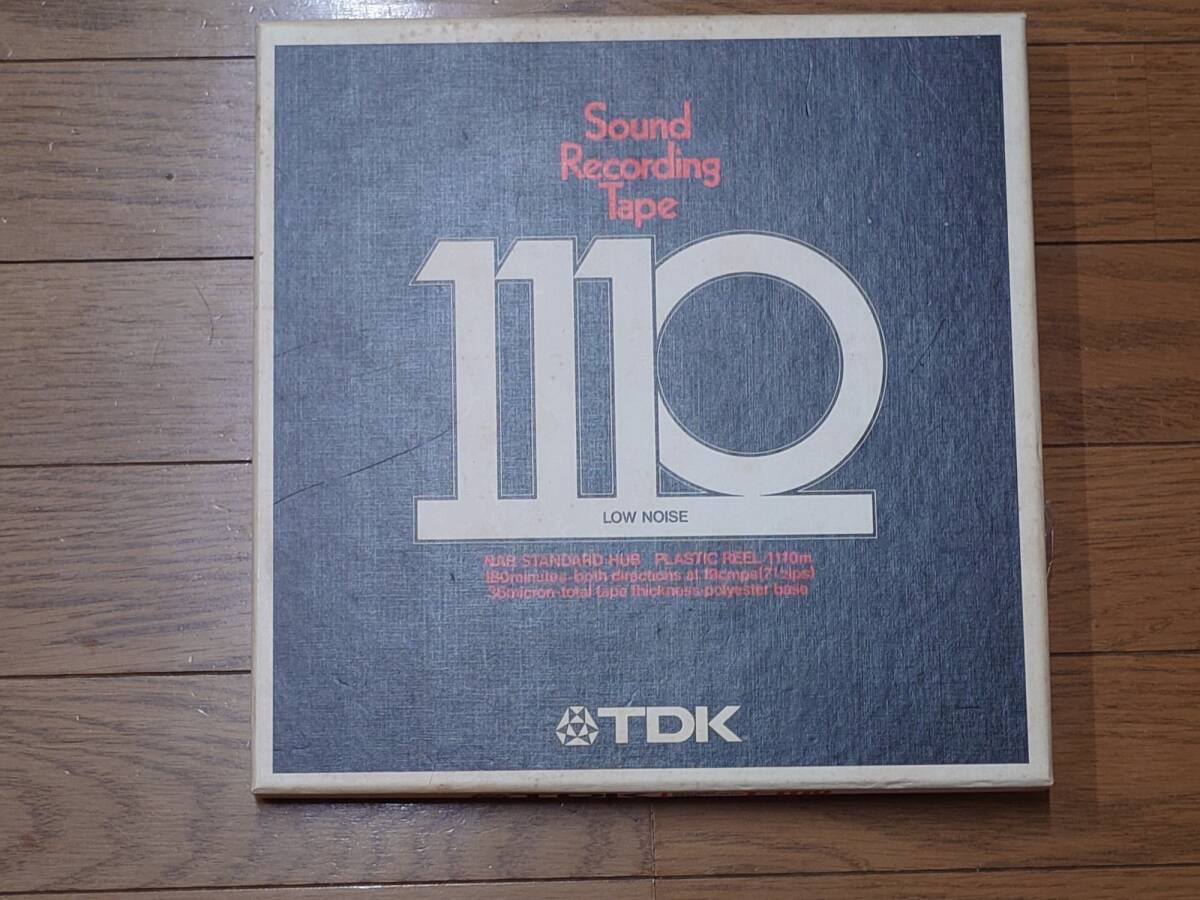 Sound
Recording
Tape
1110
LOW NOISE
NAB STANDARD HUB PLASTIC REEL 1110m
180minutes-both directions at 19cmps(7½ips)
36micron-total tape thickness-polyester base
TDK